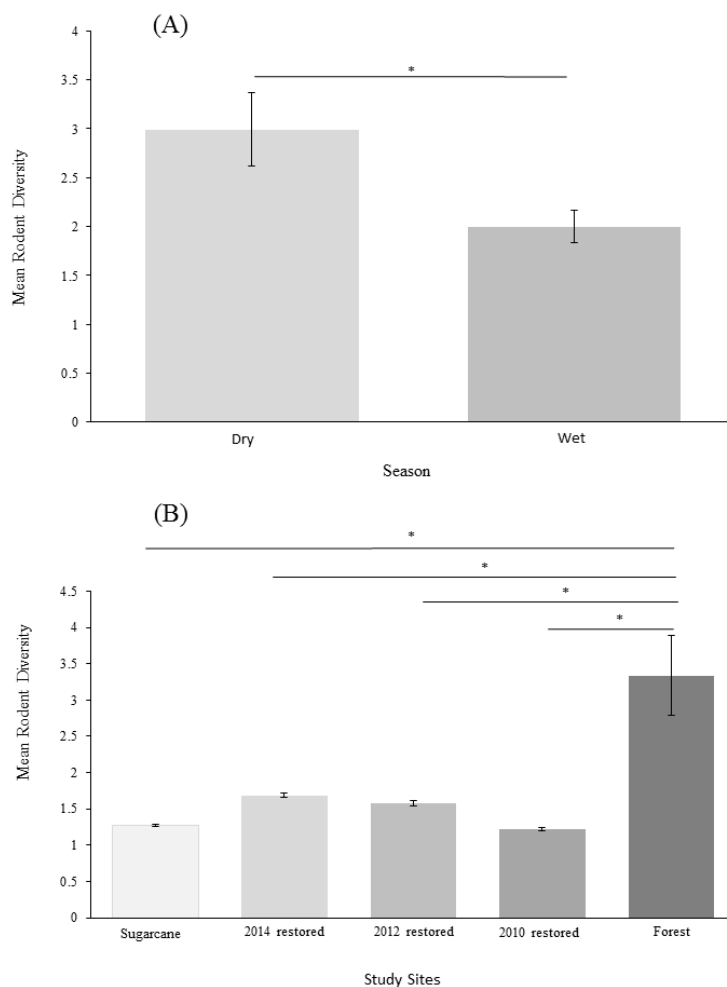 (A)
Mean Rodent Diversity
4
3.5
3
2.5
2
1.5
1
0.5
0
*
Dry
Wet
Season
(B)
Mean Rodent Diversity
4.5
4
3.5
3
2.5
2
1.5
1
0.5
0
*
*
*
*
Sugarcane
2014 restored
2012 restored
2010 restored
Forest
Study Sites